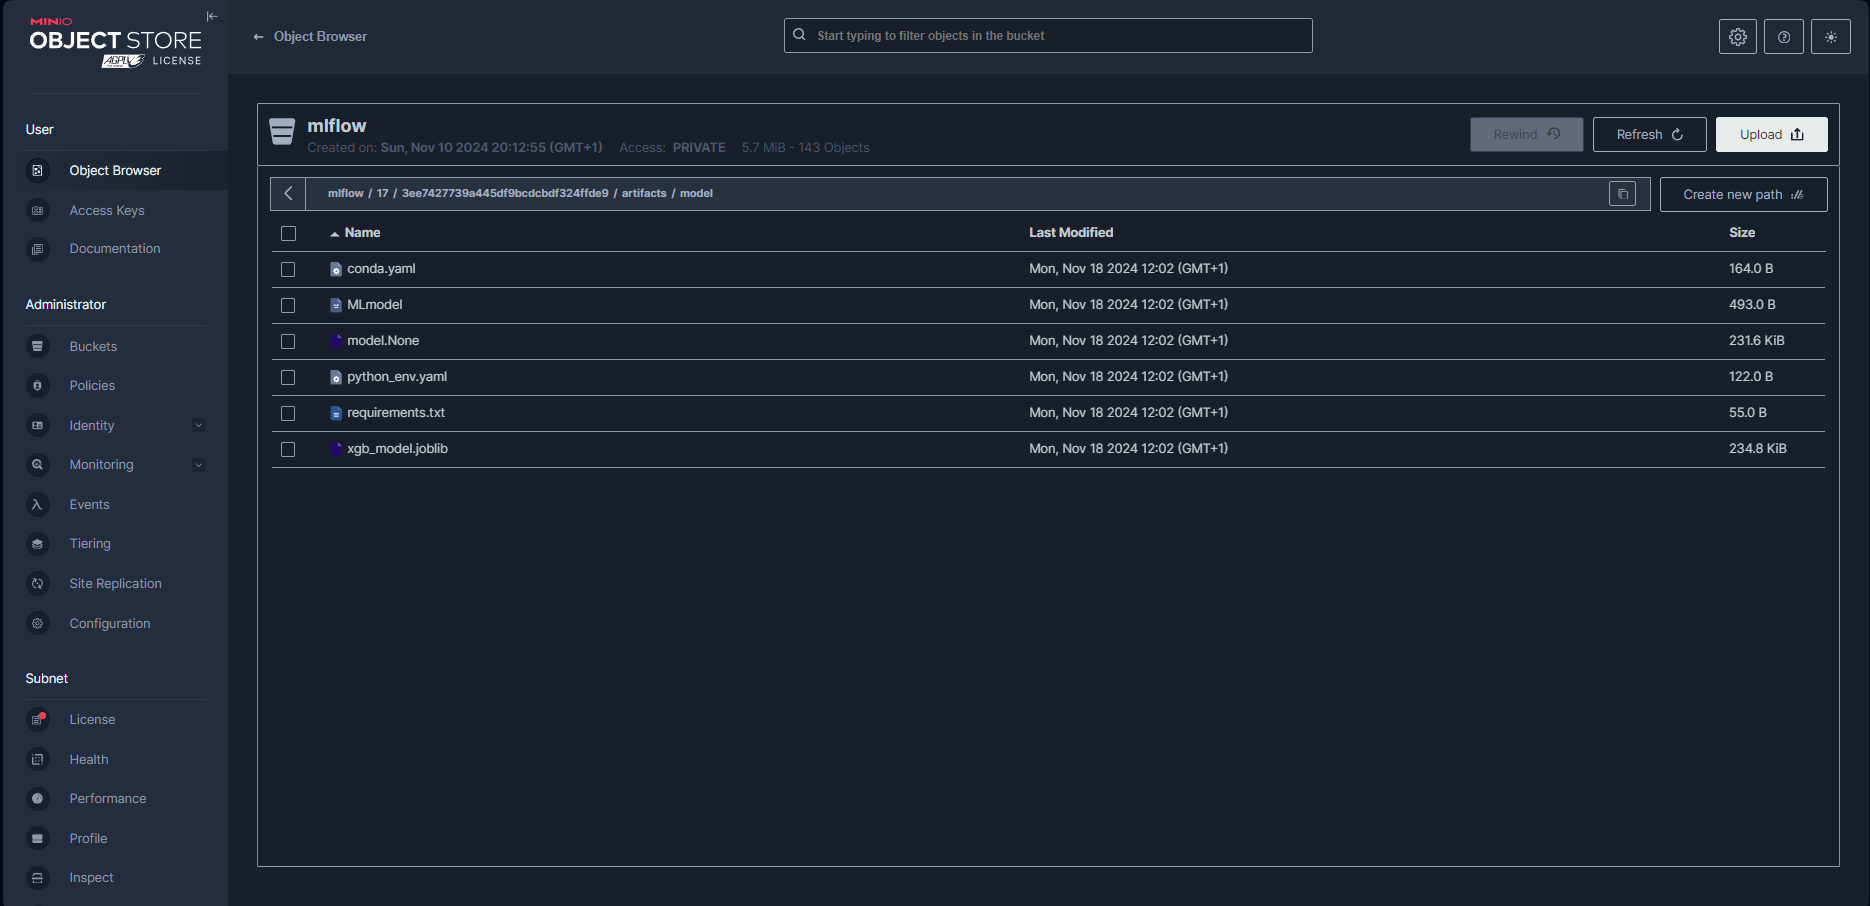 MINIO
OBJECT STORE
AGPL LICENSE
User
Object Browser
Access Keys
Documentation
Administrator
Buckets
Policies
Identity
Monitoring
Events
Tiering
Site Replication
Configuration
Subnet
License
Health
Performance
Profile
Inspect
← Object Browser
Start typing to filter objects in the bucket
mlflow
Created on: Sun, Nov 10 2024 20:12:55 (GMT+1) Access: PRIVATE 5.7 MiB - 143 Objects
Rewind Refresh Upload
mlflow / 17 / 3ee7427739a445df9bcdcbdf324ffde9 / artifacts / model
Create new path
Name Last Modified Size
conda.yaml Mon, Nov 18 2024 12:02 (GMT+1) 164.0 B
MLmodel Mon, Nov 18 2024 12:02 (GMT+1) 493.0 B
model.None Mon, Nov 18 2024 12:02 (GMT+1) 231.6 KiB
python_env.yaml Mon, Nov 18 2024 12:02 (GMT+1) 122.0 B
requirements.txt Mon, Nov 18 2024 12:02 (GMT+1) 55.0 B
xgb_model.joblib Mon, Nov 18 2024 12:02 (GMT+1) 234.8 KiB